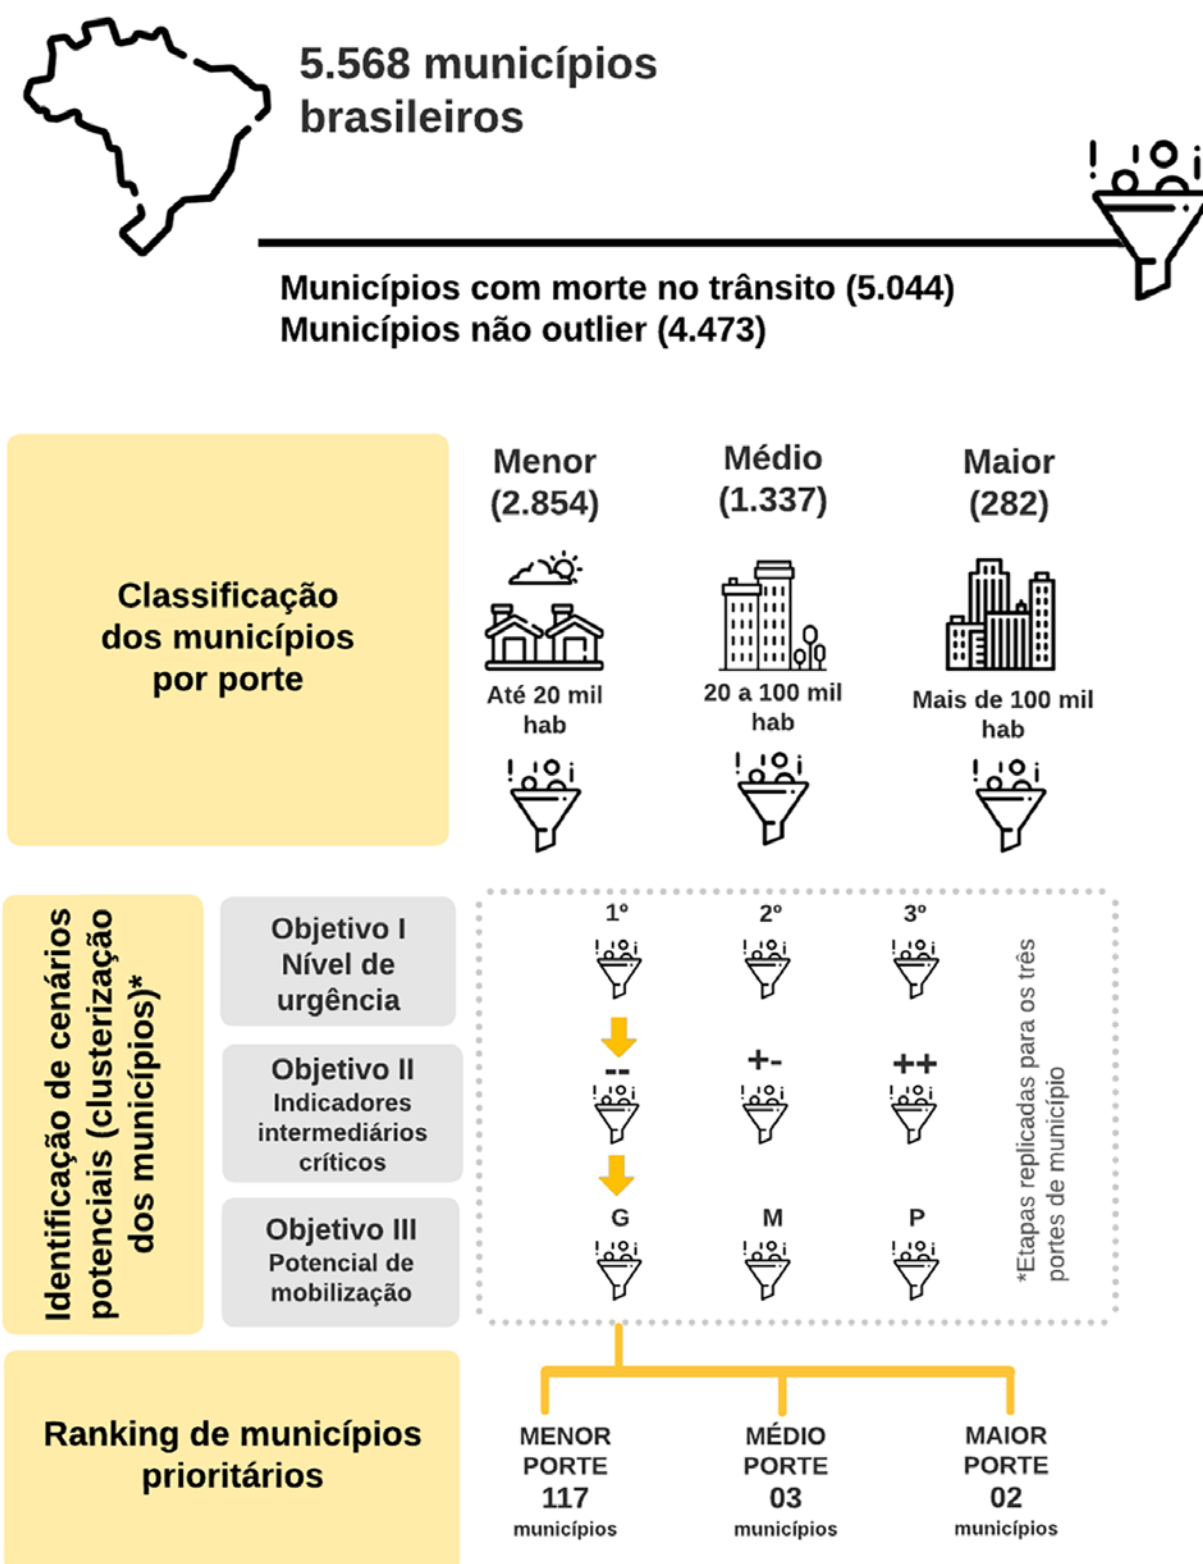 5.568 municípios
brasileiros
Municípios com morte no trânsito (5.044)
Municípios não outlier (4.473)
Classificação
dos municípios
por porte
Menor
(2.854)
Até 20 mil
hab
Médio
(1.337)
20 a 100 mil
hab
Maior
(282)
Mais de 100 mil
hab
Identificação de cenários
potenciais (clusterização
dos municípios)*
Objetivo I
Nível de
urgência
1º 2º 3º
Objetivo II
Indicadores
intermediários
críticos
-- +- ++
Objetivo III
Potencial de
mobilização
G M P
*Etapas replicadas para os três
portes de município
Ranking de municípios
prioritários
MENOR
PORTE
117
municípios
MÉDIO
PORTE
03
municípios
MAIOR
PORTE
02
municípios